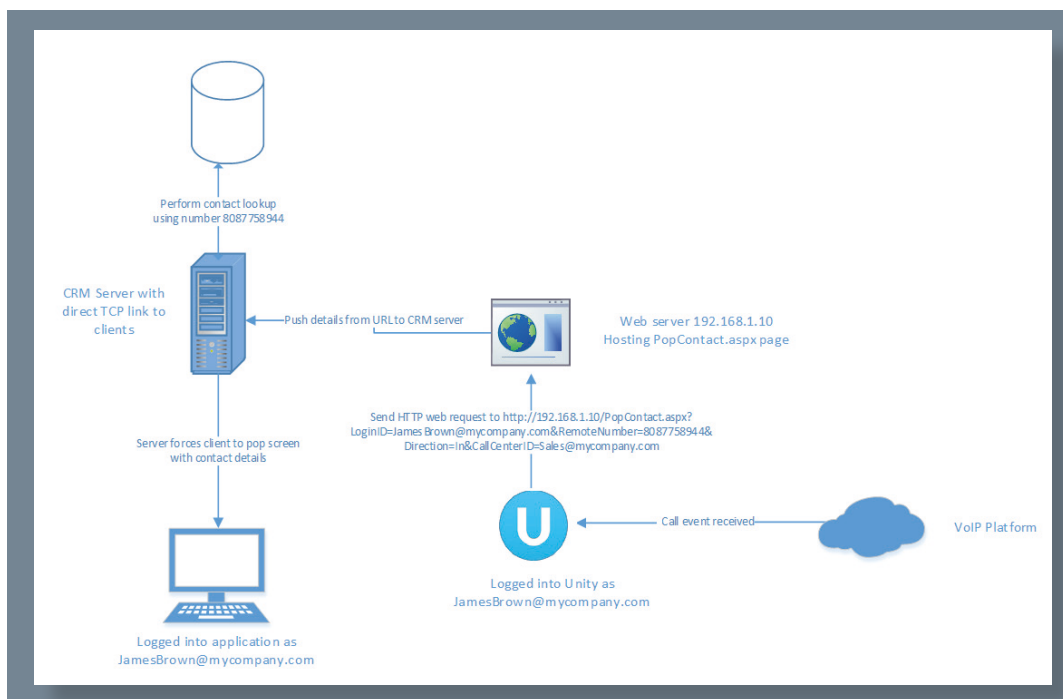 Perform contact lookup
using number 8087758944
CRM Server with
direct TCP link to
clients
Push details from URL to CRM server
Web server 192.168.1.10
Hosting PopContact.aspx page
Send HTTP web request to http://192.168.1.10/PopContact.aspx?
LoginID=JamesBrown@mycompany.com&RemoteNumber=8087758944&
Direction=In&CallCenterID=Sales@mycompany.com
Server forces client to pop screen
with contact details
U
Call event received
VoIP Platform
Logged into Unity as
JamesBrown@mycompany.com
Logged into application as
JamesBrown@mycompany.com